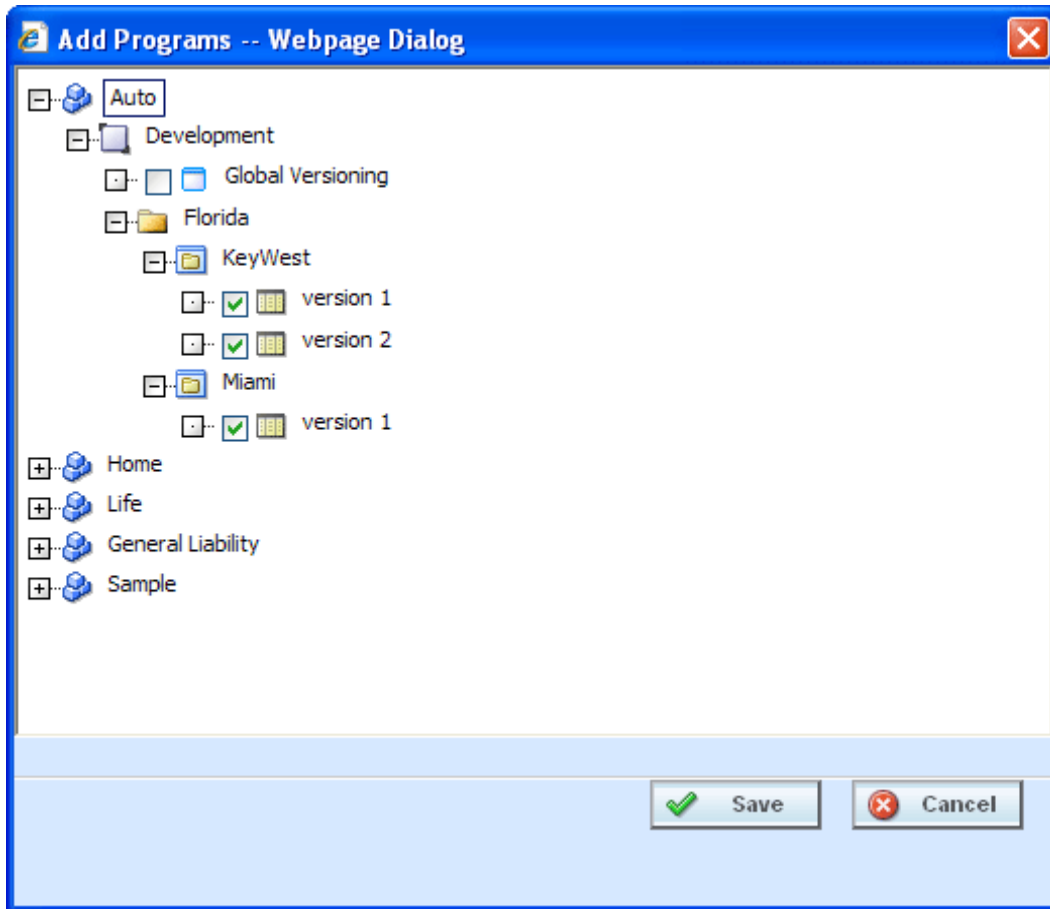 Add Programs -- Webpage Dialog
Auto
Development
Global Versioning
Florida
KeyWest
version 1
version 2
Miami
version 1
Home
Life
General Liability
Sample
Save
Cancel